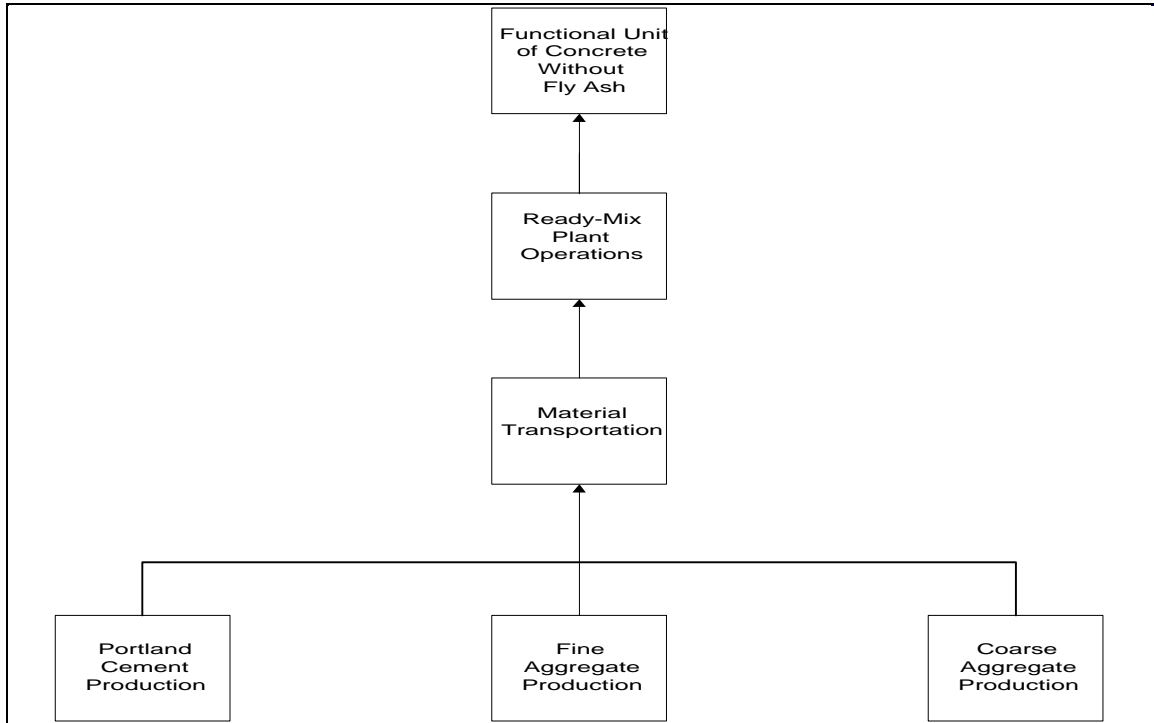 Functional Unit
of Concrete
Without
Fly Ash
Ready-Mix
Plant
Operations
Material
Transportation
Portland
Cement
Production
Fine
Aggregate
Production
Coarse
Aggregate
Production